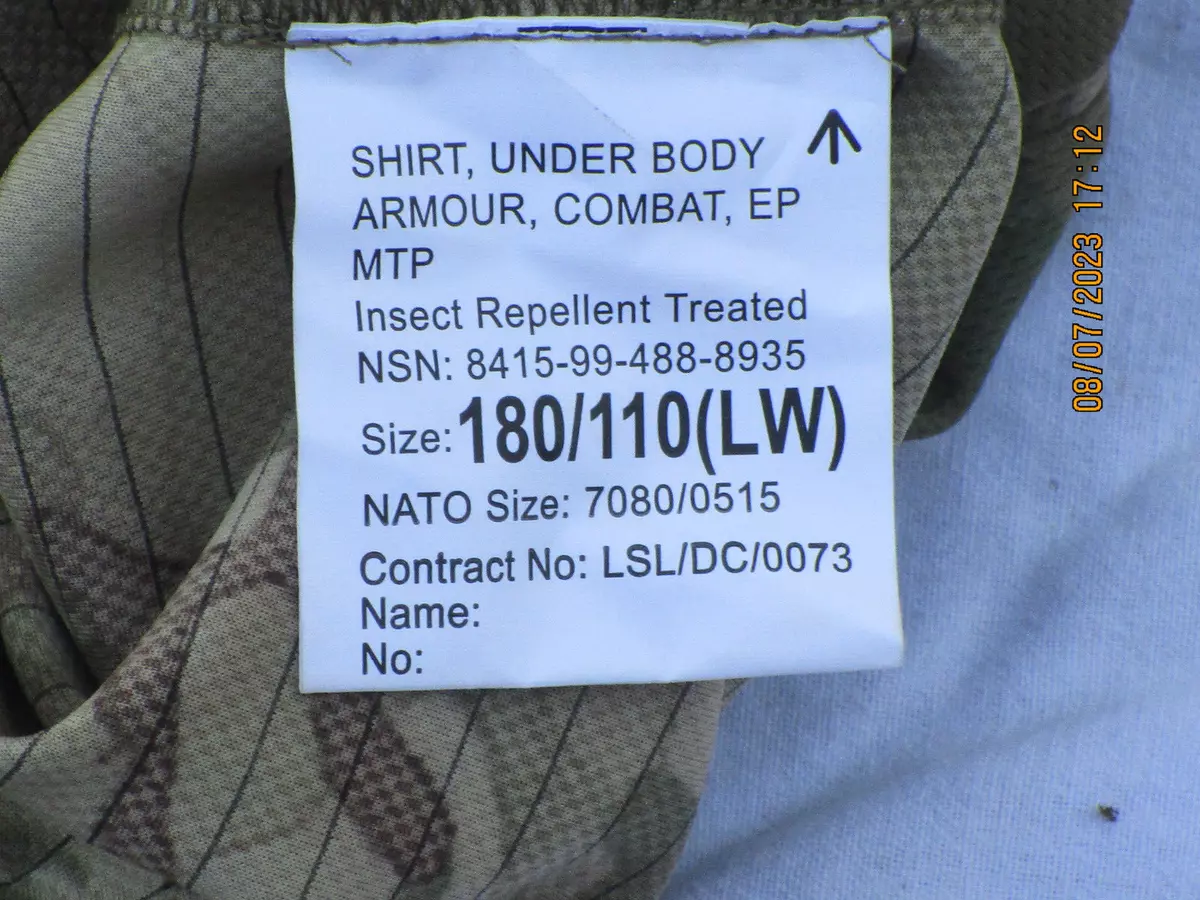 SHIRT, UNDER BODY
ARMOUR, COMBAT, EP
MTP
Insect Repellent Treated
NSN: 8415-99-488-8935
Size: 180/110(LW)
NATO Size: 7080/0515
Contract No: LSL/DC/0073
Name:
No:
08/07/2023 17:12